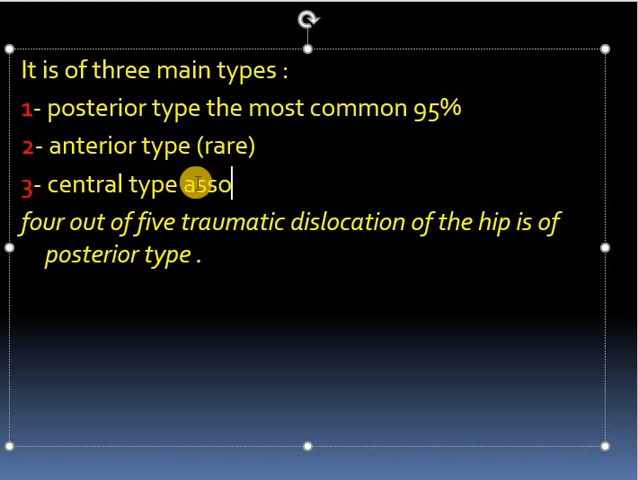 It is of three main types :
1- posterior type the most common 95%
2- anterior type (rare)
3- central type asso
four out of five traumatic dislocation of the hip is of
posterior type .